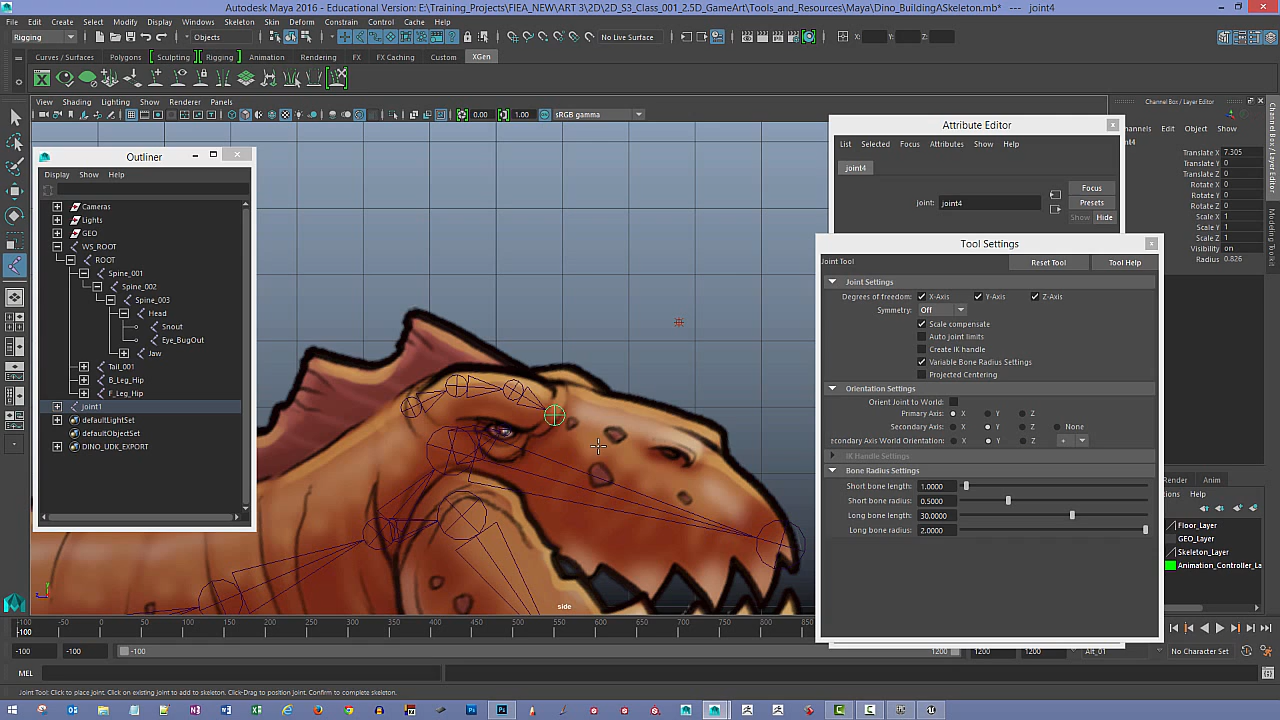 Autodesk Maya 2016 - Educational Version: E:\Training_Projects\FIEA_NEW\ART 3\2D\2D_S3_Class_001_2.5D_GameArt\Tools_and_Resources\Maya\Dino_BuildingASkeleton.mb* --- joint4
File Edit Create Select Modify Display Windows Skeleton Skin Deform Constrain Control Cache Help
Rigging Objects No Live Surface X: Y: Z:
Curves / Surfaces Polygons Sculpting Rigging Animation Rendering FX FX Caching Custom XGen
View Shading Lighting Show Renderer Panels
0.00 1.00 sRGB gamma
Outliner
Display Show Help
Cameras
Lights
GEO
WS_ROOT
ROOT
Spine_001
Spine_002
Spine_003
Head
Snout
Eye_BugOut
Jaw
Tail_001
B_Leg_Hip
F_Leg_Hip
joint1
defaultLightSet
defaultObjectSet
DINO_UDK_EXPORT
side
Attribute Editor
List Selected Focus Attributes Show Help
joint4
joint: joint4
Focus
Presets
Show Hide
Tool Settings
Joint Tool Reset Tool Tool Help
Joint Settings
Degrees of freedom: X-Axis Y-Axis Z-Axis
Symmetry: Off
Scale compensate
Auto joint limits
Create IK handle
Variable Bone Radius Settings
Projected Centering
Orientation Settings
Orient Joint to World:
Primary Axis: X Y Z
Secondary Axis: X Y Z None
econdary Axis World Orientation: X Y Z +
IK Handle Settings
Bone Radius Settings
Short bone length: 1.0000
Short bone radius: 0.5000
Long bone length: 30.0000
Long bone radius: 2.0000
Channel Box / Layer Editor
hannels Edit Object Show
nt4
Translate X 7.305
Translate Y 0
Translate Z 0
Rotate X 0
Rotate Y 0
Rotate Z 0
Scale X 1
Scale Y 1
Scale Z 1
Visibility on
Radius 0.826
Channel Box / Layer Editor
Modeling Toolkit
Render Anim
tions Help
Floor_Layer
GEO_Layer
Skeleton_Layer
Animation_Controller_La
-100 -50 0 50 100 150 200 250 300 350 400 450 500 550 600 650 700 750 800 850
-100
-100 -100 -100 1200 1200 1200 Alt_01 No Character Set
MEL
Joint Tool: Click to place joint. Click on existing joint to add to skeleton. Click-Drag to position joint. Confirm to complete skeleton.